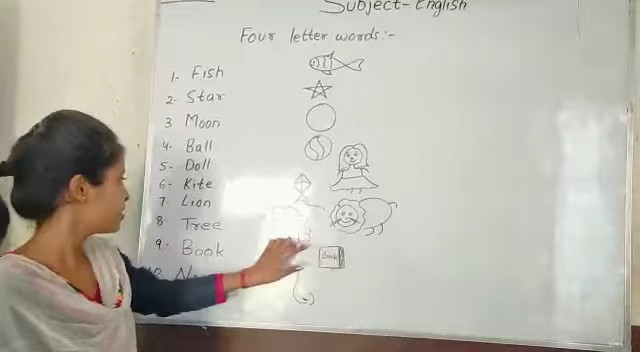 Subject- English
Four letter words:-
1- Fish
2- Star
3 Moon
4- Ball
5- Doll
6- Kite
7- Lion
8- Tree
9- Book
Book
10